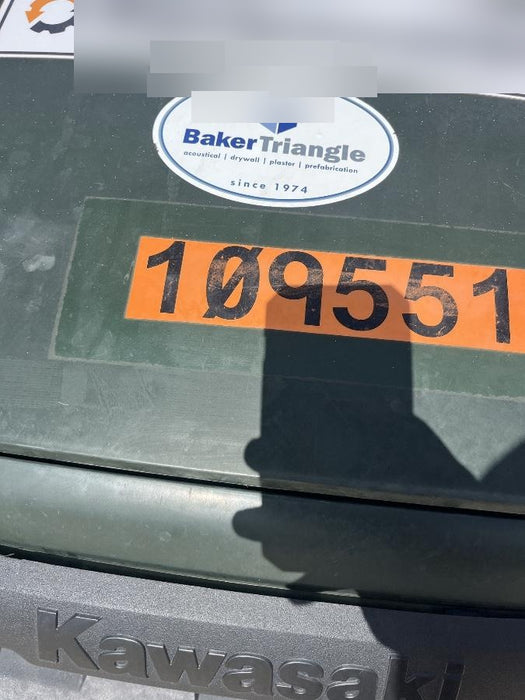 BakerTriangle
acoustical | drywall | plaster | prefabrication
since 1974
1Ø9551
Kawasaki